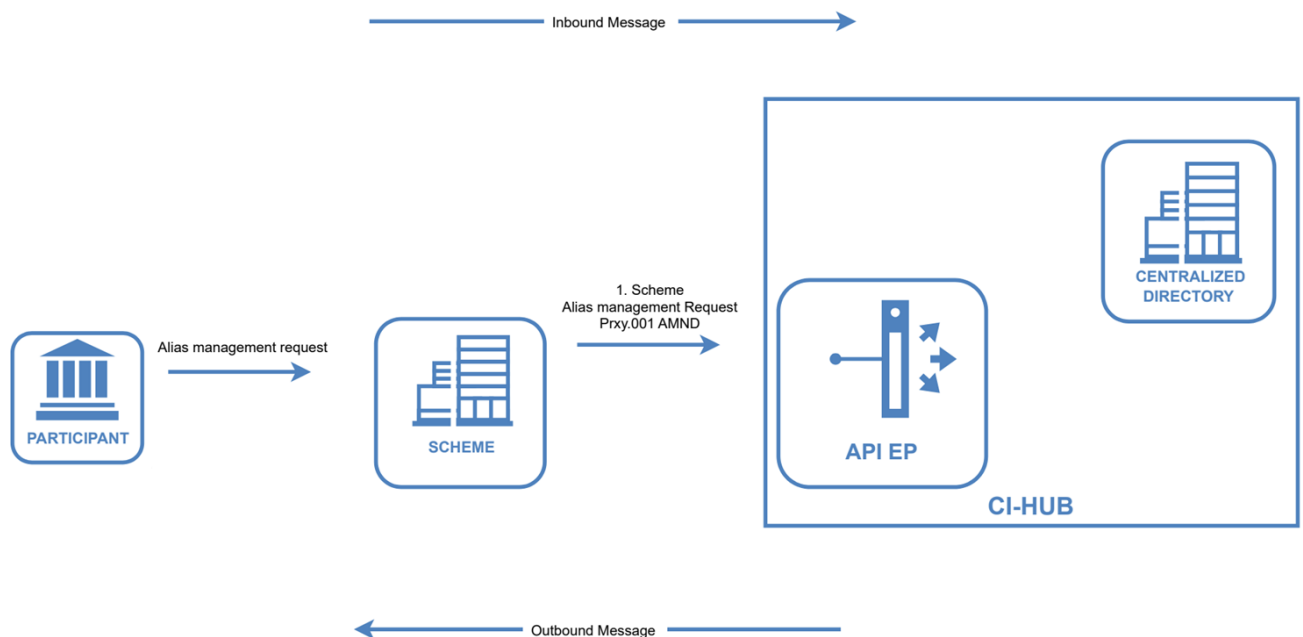 Inbound Message
CENTRALIZED
DIRECTORY
1. Scheme
Alias management Request
Prxy.001 AMND
Alias management request
PARTICIPANT
SCHEME
API EP
CI-HUB
Outbound Message